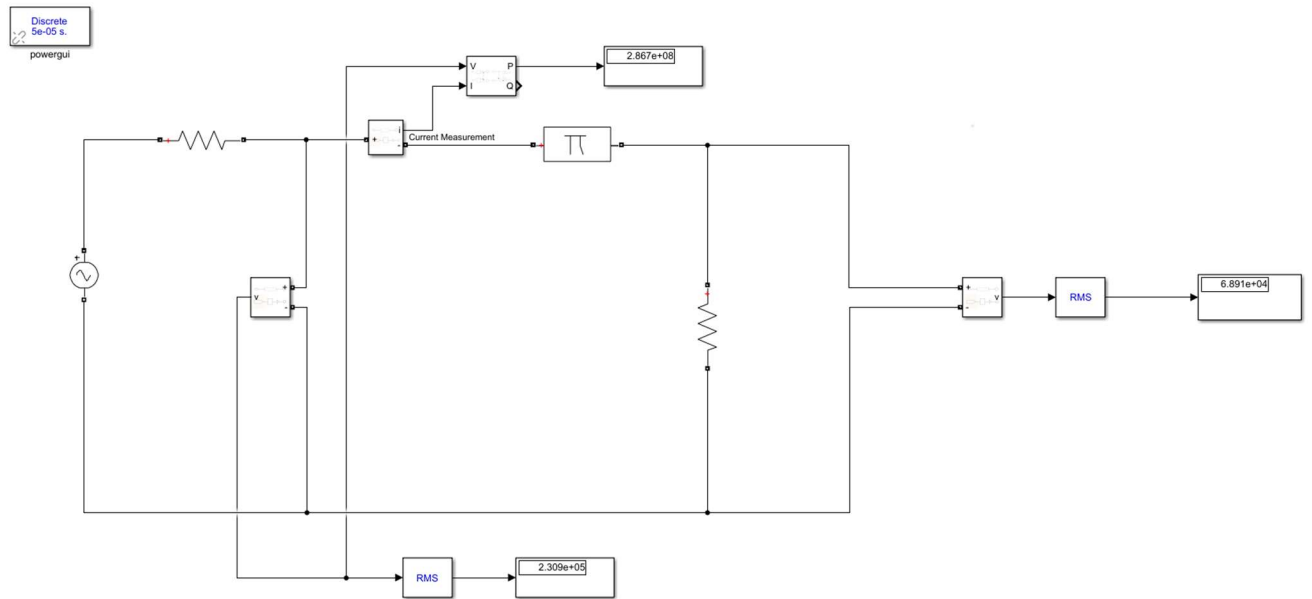 Discrete
5e-05 s.
powergui
V
P
I
Q
2.867e+08
i
+
-
Current Measurement
+
+
v
-
+
v
-
RMS
6.891e+04
RMS
2.309e+05